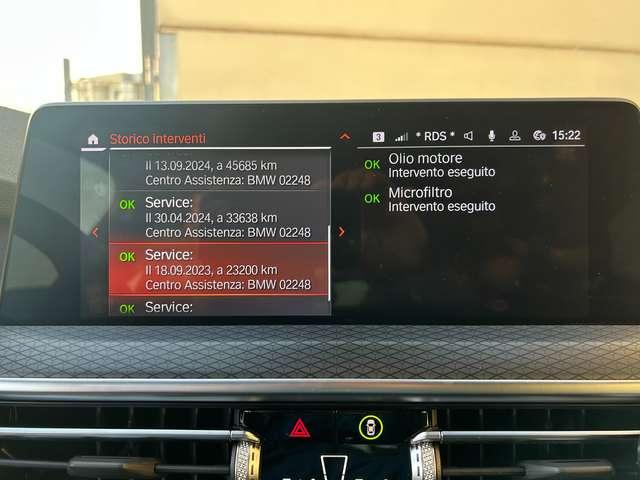 Storico interventi
3 * RDS * 15:22
Il 13.09.2024, a 45685 km
Centro Assistenza: BMW 02248
OK Service:
Il 30.04.2024, a 33638 km
Centro Assistenza: BMW 02248
OK Service:
Il 18.09.2023, a 23200 km
Centro Assistenza: BMW 02248
OK Service:
OK Olio motore
Intervento eseguito
OK Microfiltro
Intervento eseguito